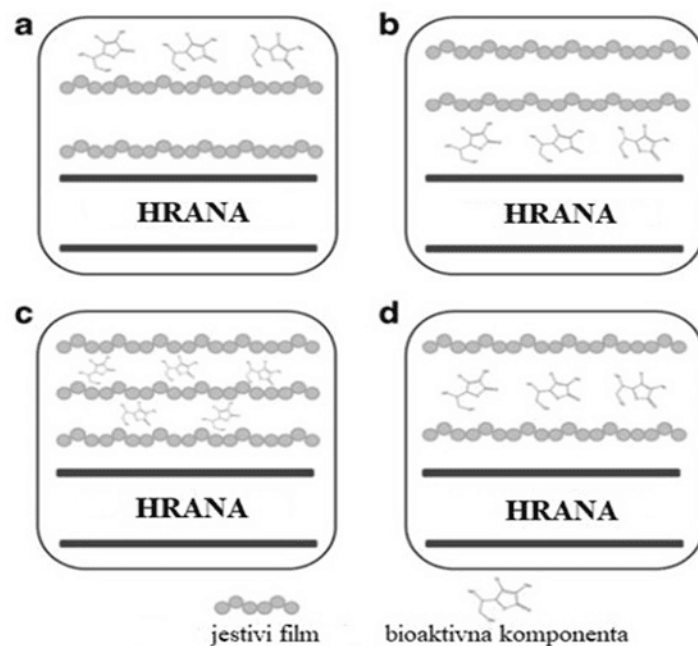 a
b
HRANA
HRANA
c
d
HRANA
HRANA
jestivi film
bioaktivna komponenta